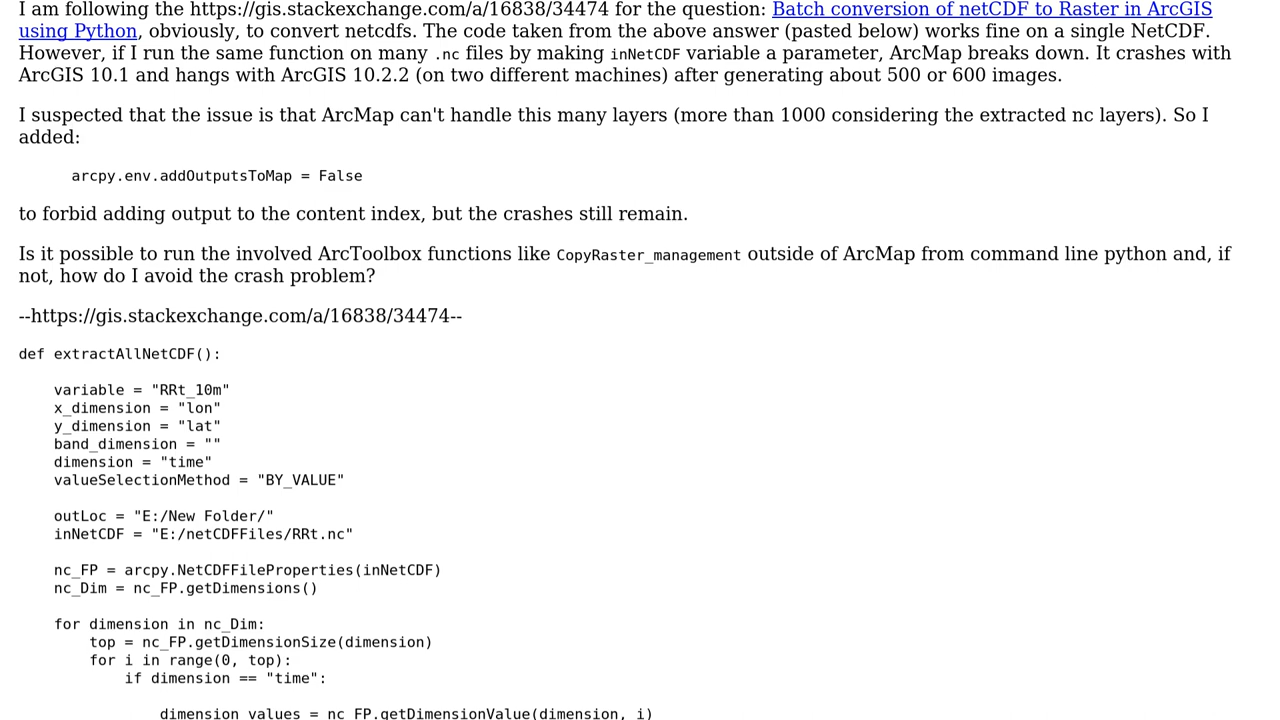 I am following the https://gis.stackexchange.com/a/16838/34474 for the question: Batch conversion of netCDF to Raster in ArcGIS
using Python, obviously, to convert netcdfs. The code taken from the above answer (pasted below) works fine on a single NetCDF.
However, if I run the same function on many .nc files by making inNetCDF variable a parameter, ArcMap breaks down. It crashes with
ArcGIS 10.1 and hangs with ArcGIS 10.2.2 (on two different machines) after generating about 500 or 600 images.
I suspected that the issue is that ArcMap can't handle this many layers (more than 1000 considering the extracted nc layers). So I
added:
arcpy.env.addOutputsToMap = False
to forbid adding output to the content index, but the crashes still remain.
Is it possible to run the involved ArcToolbox functions like CopyRaster_management outside of ArcMap from command line python and, if
not, how do I avoid the crash problem?
--https://gis.stackexchange.com/a/16838/34474--
def extractAllNetCDF():
    variable = "RRt_10m"
    x_dimension = "lon"
    y_dimension = "lat"
    band_dimension = ""
    dimension = "time"
    valueSelectionMethod = "BY_VALUE"
    outLoc = "E:/New Folder/"
    inNetCDF = "E:/netCDFFiles/RRt.nc"
    nc_FP = arcpy.NetCDFFileProperties(inNetCDF)
    nc_Dim = nc_FP.getDimensions()
    for dimension in nc_Dim:
        top = nc_FP.getDimensionSize(dimension)
        for i in range(0, top):
            if dimension == "time":
                dimension_values = nc_FP.getDimensionValue(dimension, i)